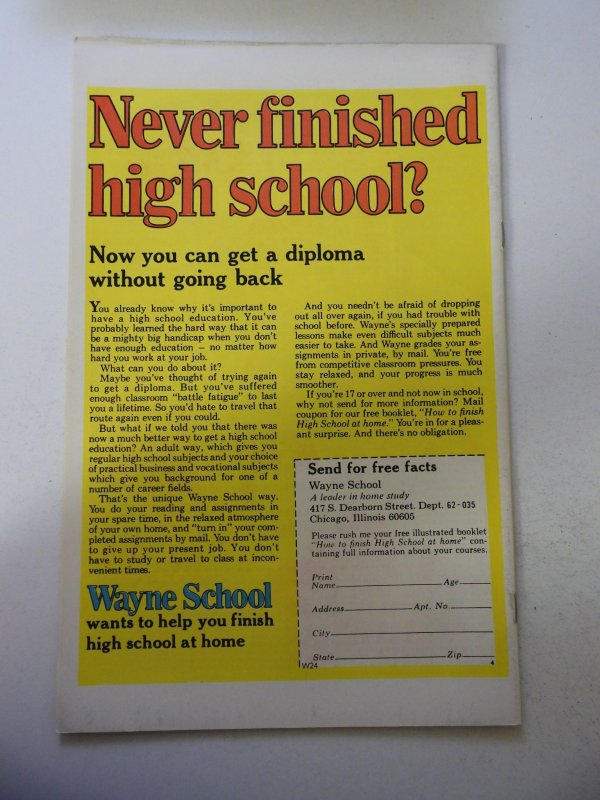 Never finished
high school?
Now you can get a diploma
without going back
You already know why it's important to
have a high school education. You've
probably learned the hard way that it can
be a mighty big handicap when you don't
have enough education – no matter how
hard you work at your job.
What can you do about it?
Maybe you've thought of trying again
to get a diploma. But you've suffered
enough classroom "battle fatigue" to last
you a lifetime. So you'd hate to travel that
route again even if you could.
But what if we told you that there was
now a much better way to get a high school
education? An adult way, which gives you
regular high school subjects and your choice
of practical business and vocational subjects
which give you background for one of a
number of career fields.
That's the unique Wayne School way.
You do your reading and assignments in
your spare time, in the relaxed atmosphere
of your own home, and "turn in" your com-
pleted assignments by mail. You don't have
to give up your present job. You don't
have to study or travel to class at incon-
venient times.
Wayne School
wants to help you finish
high school at home
And you needn't be afraid of dropping
out all over again, if you had trouble with
school before. Wayne's specially prepared
lessons make even difficult subjects much
easier to take. And Wayne grades your as-
signments in private, by mail. You're free
from competitive classroom pressures. You
stay relaxed, and your progress is much
smoother.
If you're 17 or over and not now in school,
why not send for more information? Mail
coupon for our free booklet, "How to finish
High School at home." You're in for a pleas-
ant surprise. And there's no obligation.
Send for free facts
Wayne School
A leader in home study
417 S. Dearborn Street. Dept. 62-035
Chicago, Illinois 60605
Please rush me your free illustrated booklet
"How to finish High School at home" con-
taining full information about your courses.
Print
Name Age
Address Apt. No.
City
State Zip
W24 4